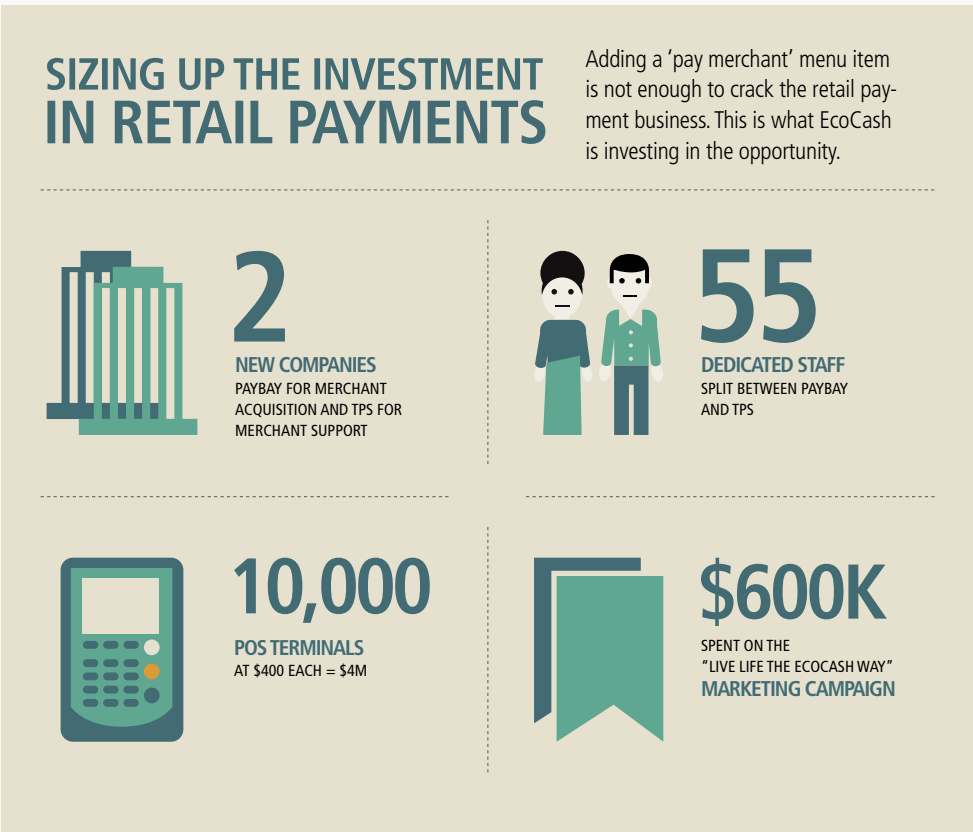 SIZING UP THE INVESTMENT
IN RETAIL PAYMENTS
Adding a ‘pay merchant’ menu item
is not enough to crack the retail pay-
ment business. This is what EcoCash
is investing in the opportunity.
2
NEW COMPANIES
PAYBAY FOR MERCHANT
ACQUISITION AND TPS FOR
MERCHANT SUPPORT
55
DEDICATED STAFF
SPLIT BETWEEN PAYBAY
AND TPS
10,000
POS TERMINALS
AT $400 EACH = $4M
$600K
SPENT ON THE
“LIVE LIFE THE ECOCASH WAY”
MARKETING CAMPAIGN